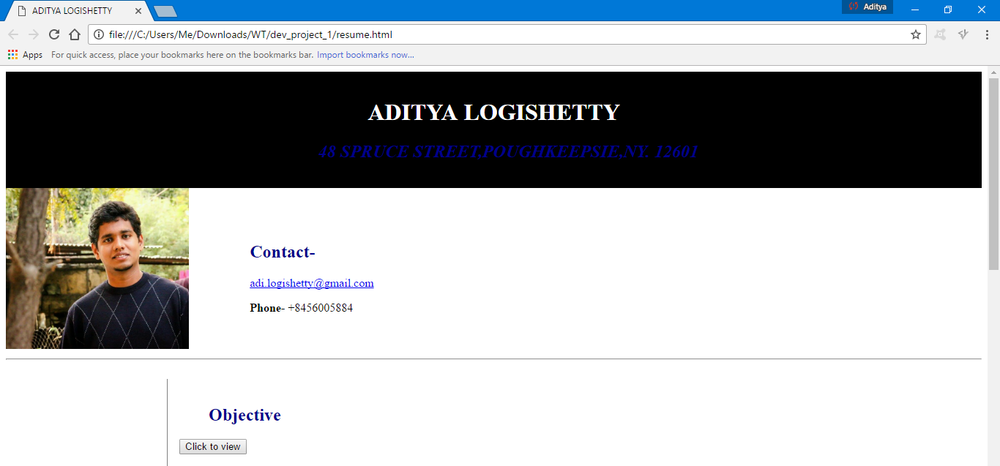 ADITYA LOGISHETTY
Aditya
file:///C:/Users/Me/Downloads/WT/dev_project_1/resume.html
Apps For quick access, place your bookmarks here on the bookmarks bar. Import bookmarks now...
ADITYA LOGISHETTY
48 SPRUCE STREET,POUGHKEEPSIE,NY. 12601
Contact-
adi.logishetty@gmail.com
Phone- +8456005884
Objective
Click to view